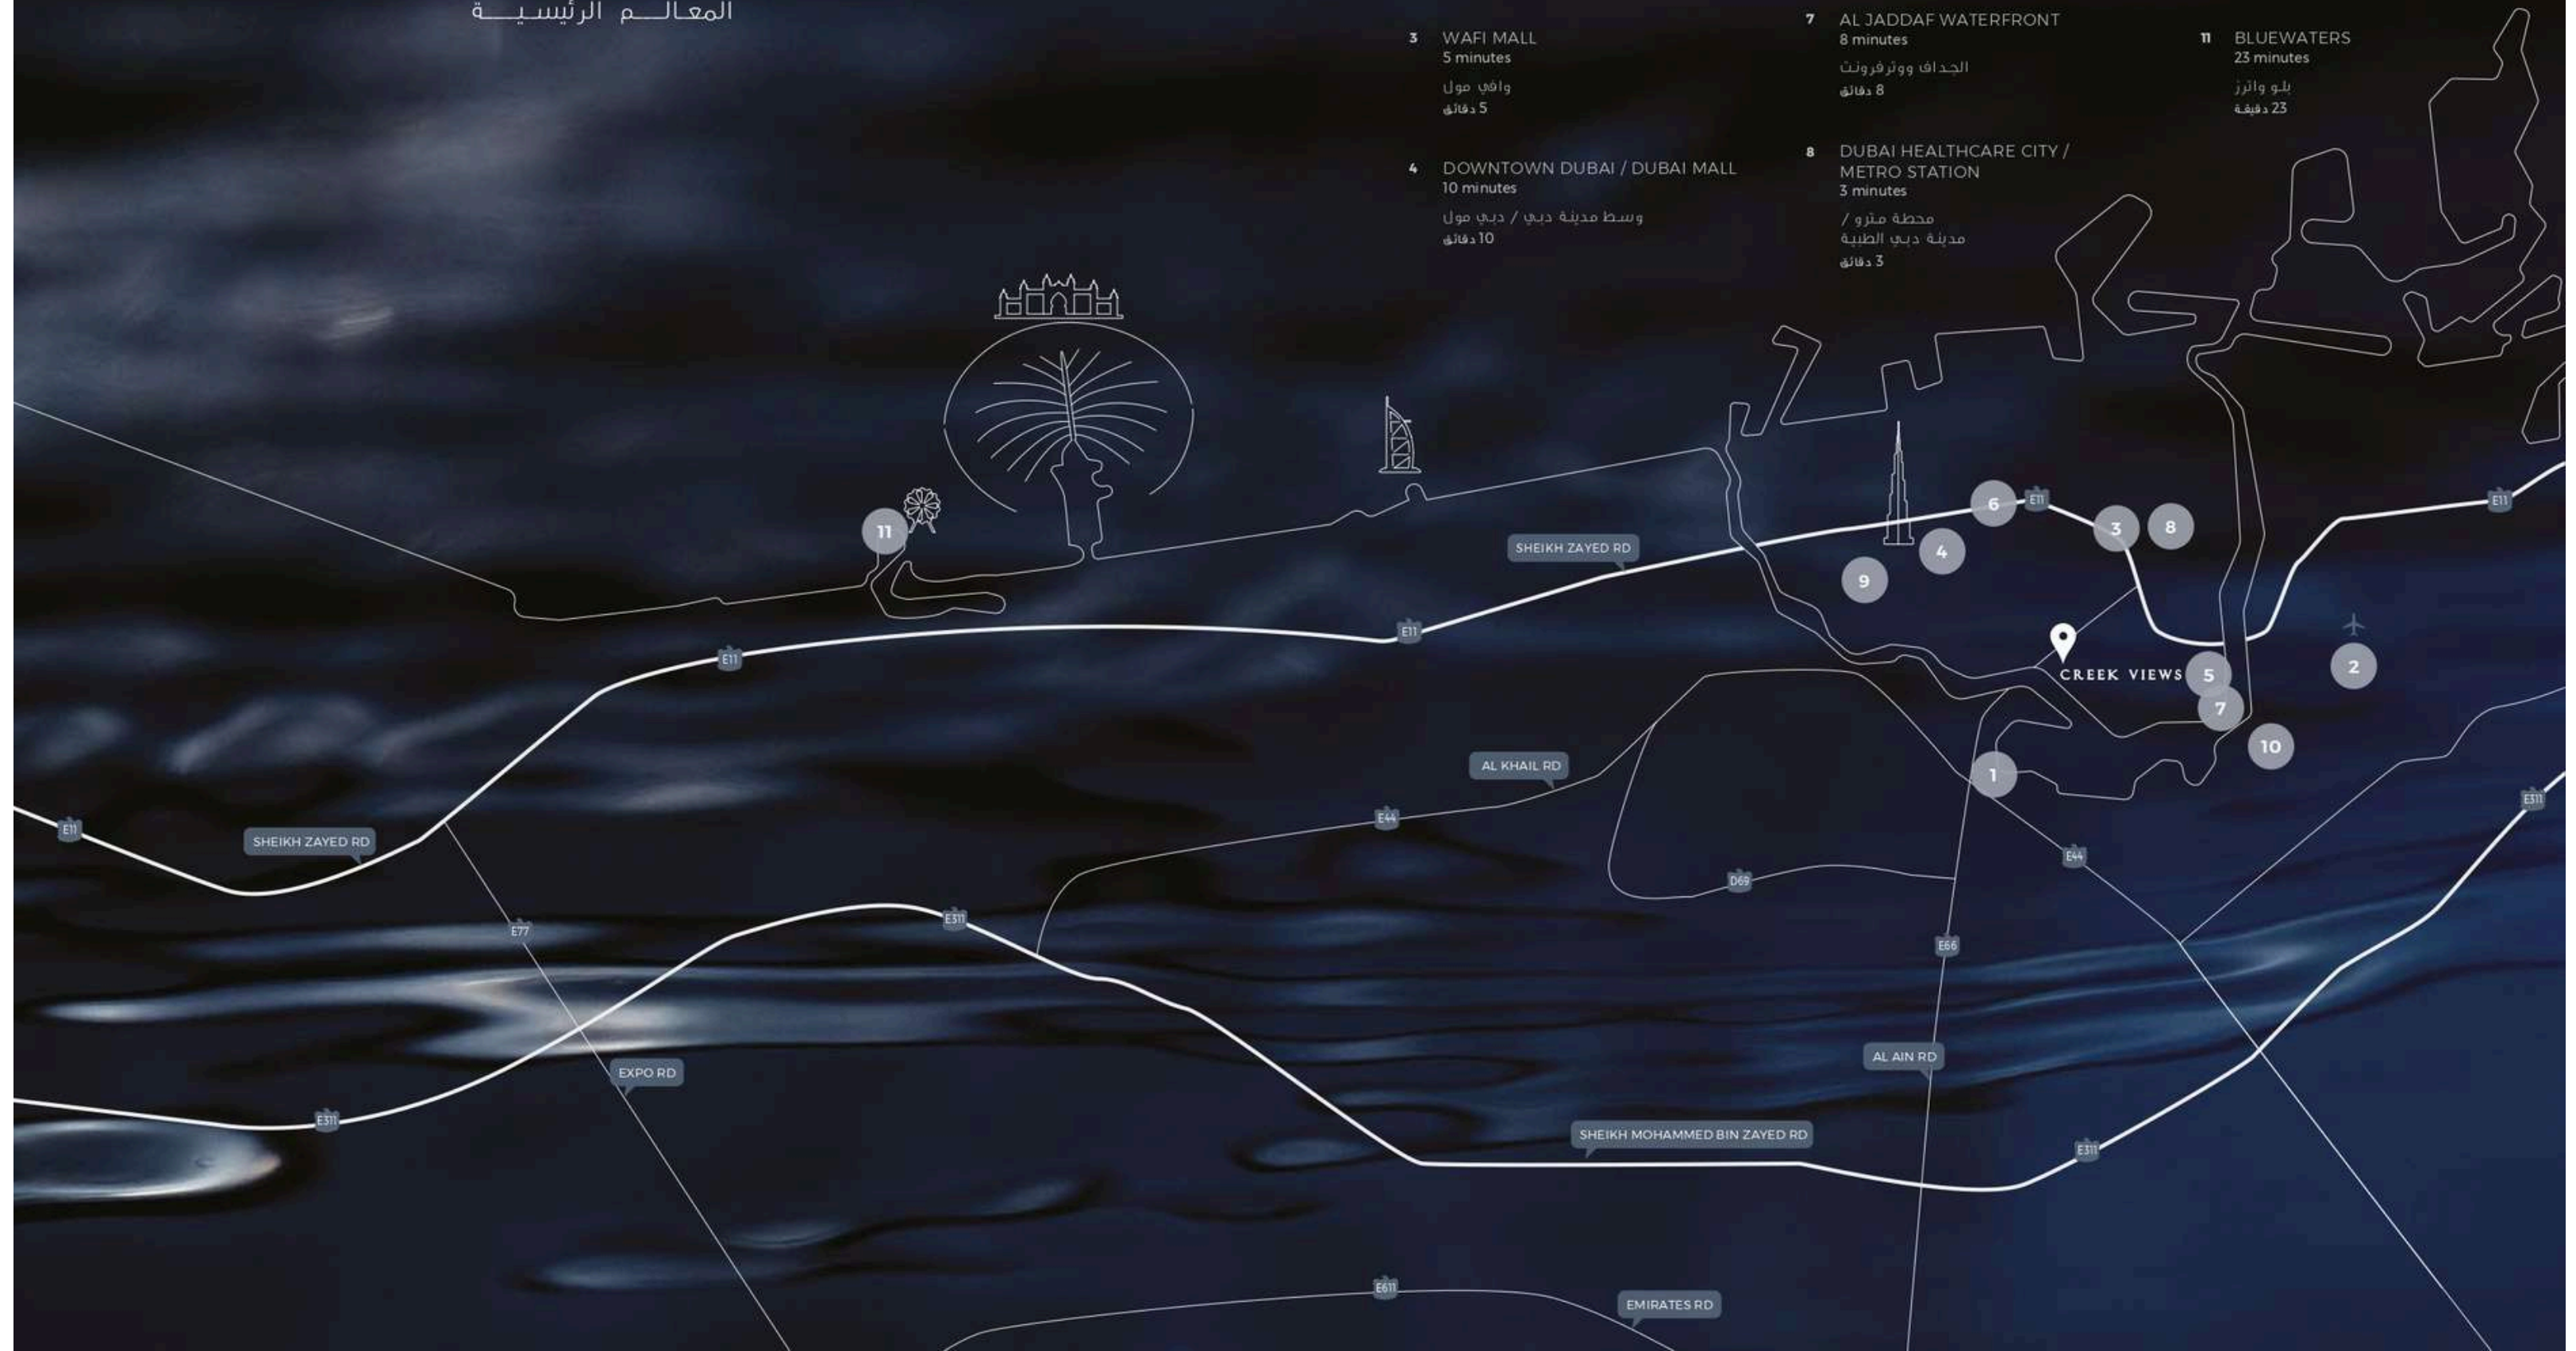 المعالم الرئيسية
3 WAFI MALL
5 minutes
وافي مول
5 دقائق
4 DOWNTOWN DUBAI / DUBAI MALL
10 minutes
وسط مدينة دبي / دبي مول
10 دقائق
7 AL JADDAF WATERFRONT
8 minutes
الجداف ووترفرونت
8 دقائق
8 DUBAI HEALTHCARE CITY /
METRO STATION
3 minutes
محطة مترو /
مدينة دبي الطبية
3 دقائق
11 BLUEWATERS
23 minutes
بلو واترز
23 دقيقة
11
6
E11
3
8
E11
SHEIKH ZAYED RD
4
9
E11
E11
CREEK VIEWS
5
2
7
10
AL KHAIL RD
1
E311
E44
E11
SHEIKH ZAYED RD
E44
D69
E311
E77
E66
AL AIN RD
EXPO RD
E311
SHEIKH MOHAMMED BIN ZAYED RD
E311
E611
EMIRATES RD